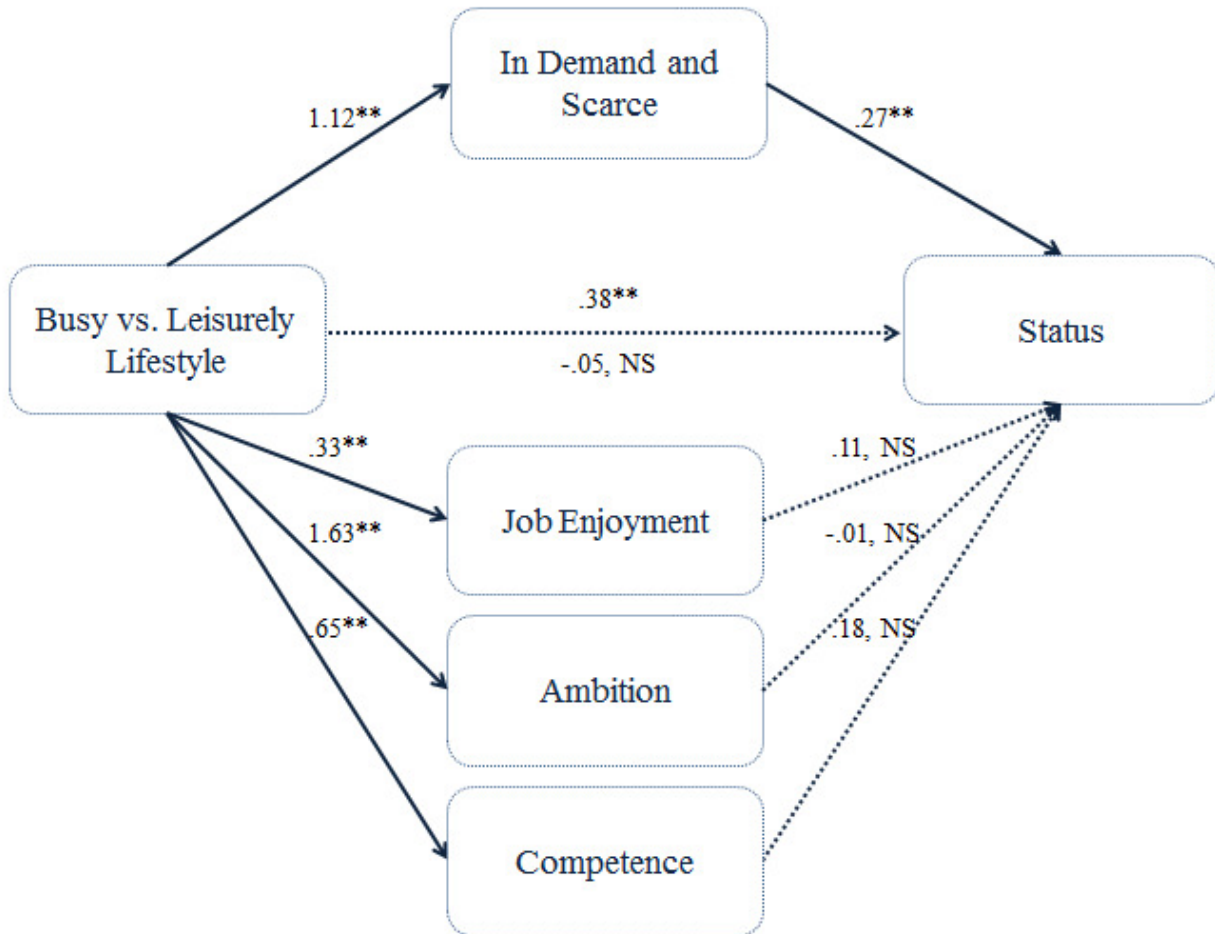 In Demand and
Scarce
1.12**
.27**
Busy vs. Leisurely
Lifestyle
.38**
-.05, NS
Status
.33**
.11, NS
Job Enjoyment
1.63**
-.01, NS
.65**
.18, NS
Ambition
Competence